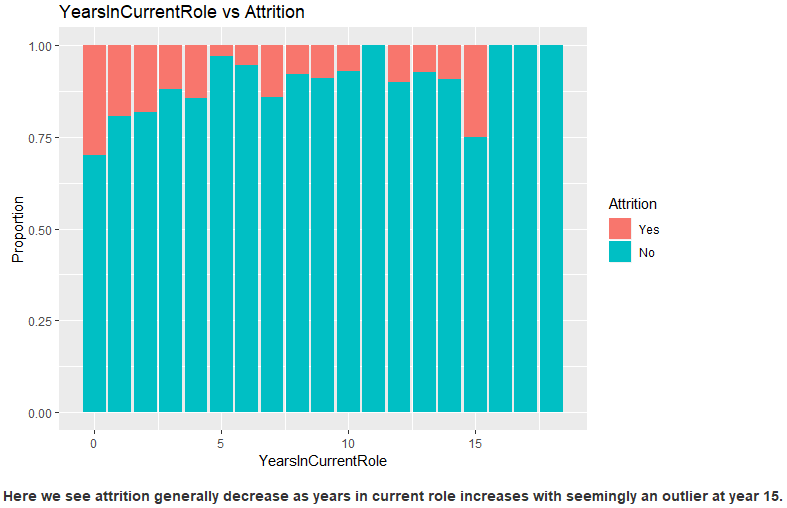 YearsInCurrentRole vs Attrition
1.00
0.75
0.50
0.25
0.00
Proportion
0 5 10 15
YearsInCurrentRole
Attrition
Yes
No
Here we see attrition generally decrease as years in current role increases with seemingly an outlier at year 15.